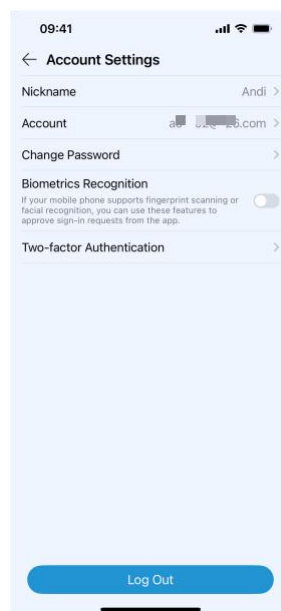 09:41
Account Settings
Nickname Andi
Account .com
Change Password
Biometrics Recognition
If your mobile phone supports fingerprint scanning or
facial recognition, you can use these features to
approve sign-in requests from the app.
Two-factor Authentication
Log Out